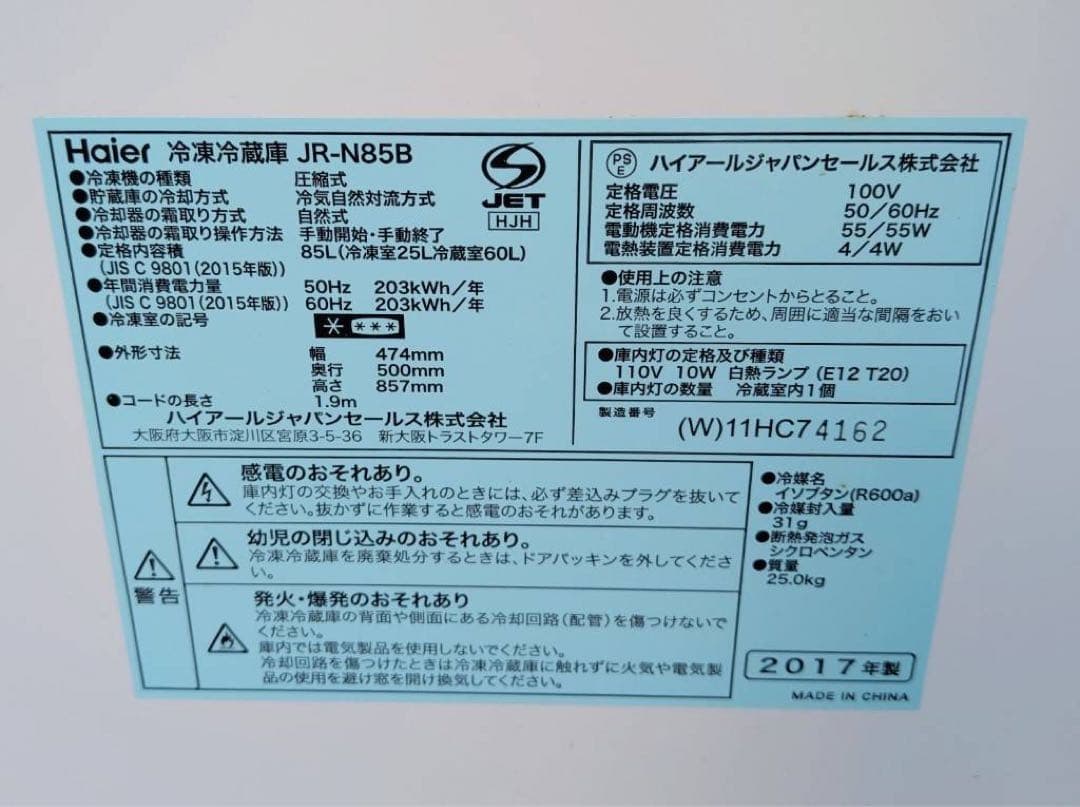 Haier 冷凍冷蔵庫 JR-N85B
●冷凍機の種類 圧縮式
●貯蔵庫の冷却方式 冷気自然対流方式
●冷却器の霜取り方式 自然式
●冷却器の霜取り操作方法 手動開始・手動終了
●定格内容積 85L(冷凍室25L冷蔵室60L)
(JIS C 9801(2015年版))
●年間消費電力量 50Hz 203kWh/年
(JIS C 9801(2015年版)) 60Hz 203kWh/年
●冷凍室の記号 * ***
●外形寸法 幅 474mm
奥行 500mm
高さ 857mm
●コードの長さ 1.9m
ハイアールジャパンセールス株式会社
大阪府大阪市淀川区宮原3-5-36 新大阪トラストタワー7F
S
JET
HJH
PS
E
ハイアールジャパンセールス株式会社
定格電圧 100V
定格周波数 50/60Hz
電動機定格消費電力 55/55W
電熱装置定格消費電力 4/4W
●使用上の注意
1.電源は必ずコンセントからとること。
2.放熱を良くするため、周囲に適当な間隔をおい
て設置すること。
●庫内灯の定格及び種類
110V 10W 白熱ランプ(E12 T20)
●庫内灯の数量 冷蔵室内1個
製造番号
(W)11HC74162
警告
感電のおそれあり。
庫内灯の交換やお手入れのときには、必ず差込みプラグを抜いて
ください。抜かずに作業すると感電のおそれがあります。
幼児の閉じ込みのおそれあり。
冷凍冷蔵庫を廃棄処分するときは、ドアパッキンを外してくださ
い。
発火・爆発のおそれあり
冷凍冷蔵庫の背面や側面にある冷却回路(配管)を傷つけないで
ください。
庫内では電気製品を使用しないでください。
冷却回路を傷つけたときは冷凍冷蔵庫に触れずに火気や電気製
品の使用を避け窓を開け換気してください。
●冷媒名
イソブタン(R600a)
●冷媒封入量
31g
●断熱発泡ガス
シクロペンタン
●質量
25.0kg
2017年製
MADE IN CHINA